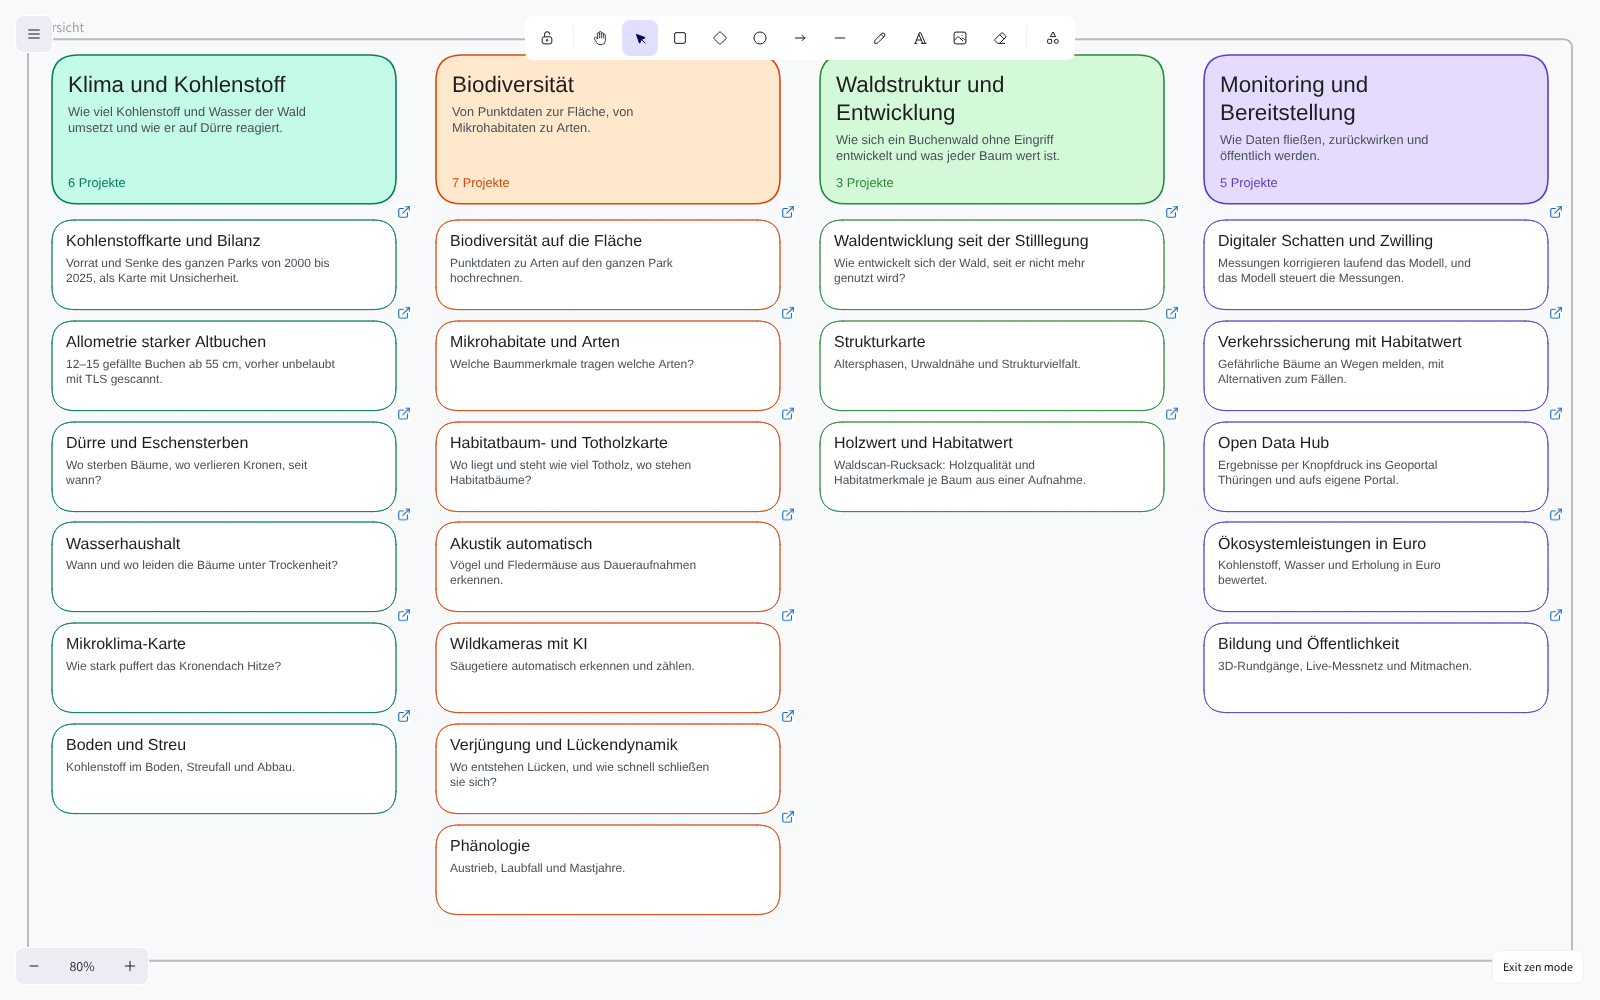 rsicht
Klima und Kohlenstoff
Wie viel Kohlenstoff und Wasser der Wald
umsetzt und wie er auf Dürre reagiert.
6 Projekte
Kohlenstoffkarte und Bilanz
Vorrat und Senke des ganzen Parks von 2000 bis
2025, als Karte mit Unsicherheit.
Allometrie starker Altbuchen
12–15 gefällte Buchen ab 55 cm, vorher unbelaubt
mit TLS gescannt.
Dürre und Eschensterben
Wo sterben Bäume, wo verlieren Kronen, seit
wann?
Wasserhaushalt
Wann und wo leiden die Bäume unter Trockenheit?
Mikroklima-Karte
Wie stark puffert das Kronendach Hitze?
Boden und Streu
Kohlenstoff im Boden, Streufall und Abbau.
Biodiversität
Von Punktdaten zur Fläche, von
Mikrohabitaten zu Arten.
7 Projekte
Biodiversität auf die Fläche
Punktdaten zu Arten auf den ganzen Park
hochrechnen.
Mikrohabitate und Arten
Welche Baummerkmale tragen welche Arten?
Habitatbaum- und Totholzkarte
Wo liegt und steht wie viel Totholz, wo stehen
Habitatbäume?
Akustik automatisch
Vögel und Fledermäuse aus Daueraufnahmen
erkennen.
Wildkameras mit KI
Säugetiere automatisch erkennen und zählen.
Verjüngung und Lückendynamik
Wo entstehen Lücken, und wie schnell schließen
sie sich?
Phänologie
Austrieb, Laubfall und Mastjahre.
Waldstruktur und
Entwicklung
Wie sich ein Buchenwald ohne Eingriff
entwickelt und was jeder Baum wert ist.
3 Projekte
Waldentwicklung seit der Stilllegung
Wie entwickelt sich der Wald, seit er nicht mehr
genutzt wird?
Strukturkarte
Altersphasen, Urwaldnähe und Strukturvielfalt.
Holzwert und Habitatwert
Waldscan-Rucksack: Holzqualität und
Habitatmerkmale je Baum aus einer Aufnahme.
Monitoring und
Bereitstellung
Wie Daten fließen, zurückwirken und
öffentlich werden.
5 Projekte
Digitaler Schatten und Zwilling
Messungen korrigieren laufend das Modell, und
das Modell steuert die Messungen.
Verkehrssicherung mit Habitatwert
Gefährliche Bäume an Wegen melden, mit
Alternativen zum Fällen.
Open Data Hub
Ergebnisse per Knopfdruck ins Geoportal
Thüringen und aufs eigene Portal.
Ökosystemleistungen in Euro
Kohlenstoff, Wasser und Erholung in Euro
bewertet.
Bildung und Öffentlichkeit
3D-Rundgänge, Live-Messnetz und Mitmachen.
80%
Exit zen mode